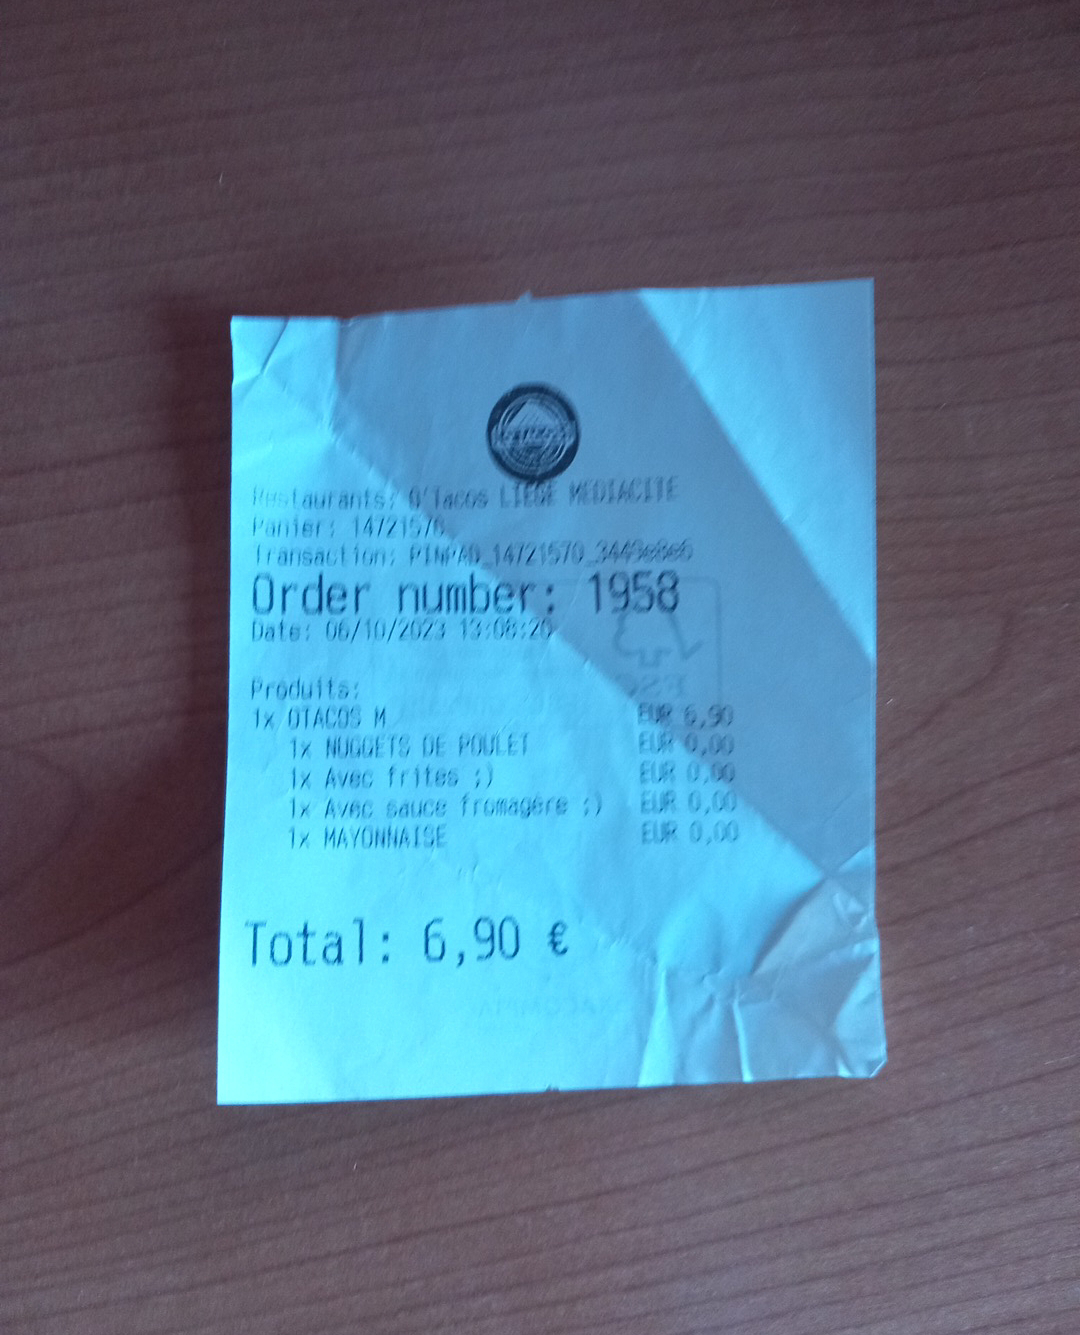 Restaurants: O'Tacos LIEGE MEDIACITE
Panier: 14721570
Transaction: PINPAD_14721570_3449e8e6
Order number: 1958
Date: 06/10/2023 13:08:20
Produits:
1x OTACOS M EUR 6,90
1x NUGGETS DE POULET EUR 0,00
1x Avec frites ;) EUR 0,00
1x Avec sauce fromagère ;) EUR 0,00
1x MAYONNAISE EUR 0,00
Total: 6,90 €